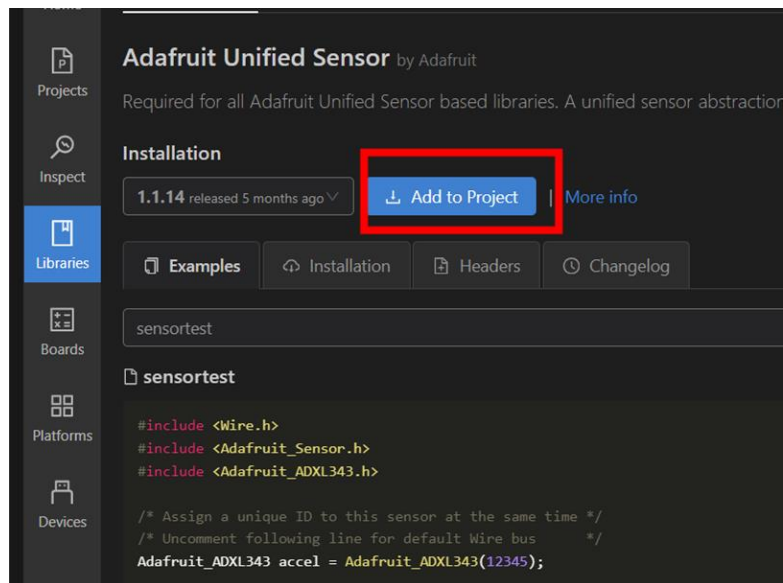 Adafruit Unified Sensor by Adafruit
Projects
Required for all Adafruit Unified Sensor based libraries. A unified sensor abstraction
Installation
Inspect
1.1.14 released 5 months ago
Add to Project
| More info
Libraries
Examples
Installation
Headers
Changelog
sensortest
Boards
sensortest
Platforms
#include <Wire.h>
#include <Adafruit_Sensor.h>
#include <Adafruit_ADXL343.h>
Devices
/* Assign a unique ID to this sensor at the same time */
/* Uncomment following line for default Wire bus */
Adafruit_ADXL343 accel = Adafruit_ADXL343(12345);